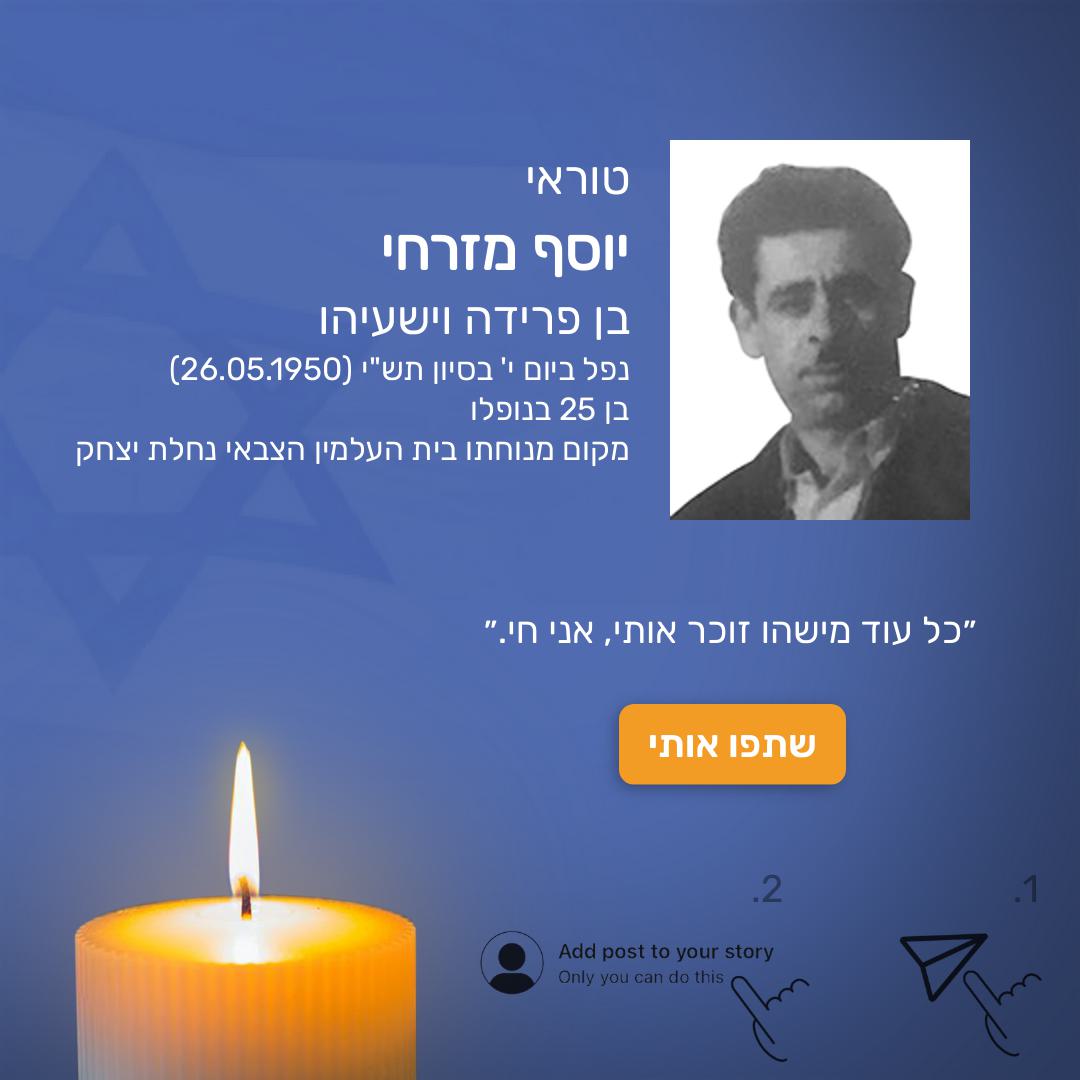 טוראי
יוסף מזרחי
בן פרידה וישעיהו
נפל ביום י' בסיון תש"י (26.05.1950)
בן 25 בנופלו
מקום מנוחתו בית העלמין הצבאי נחלת יצחק
״כל עוד מישהו זוכר אותי, אני חי.״
שתפו אותי
1.
2.
Add post to your story
Only you can do this